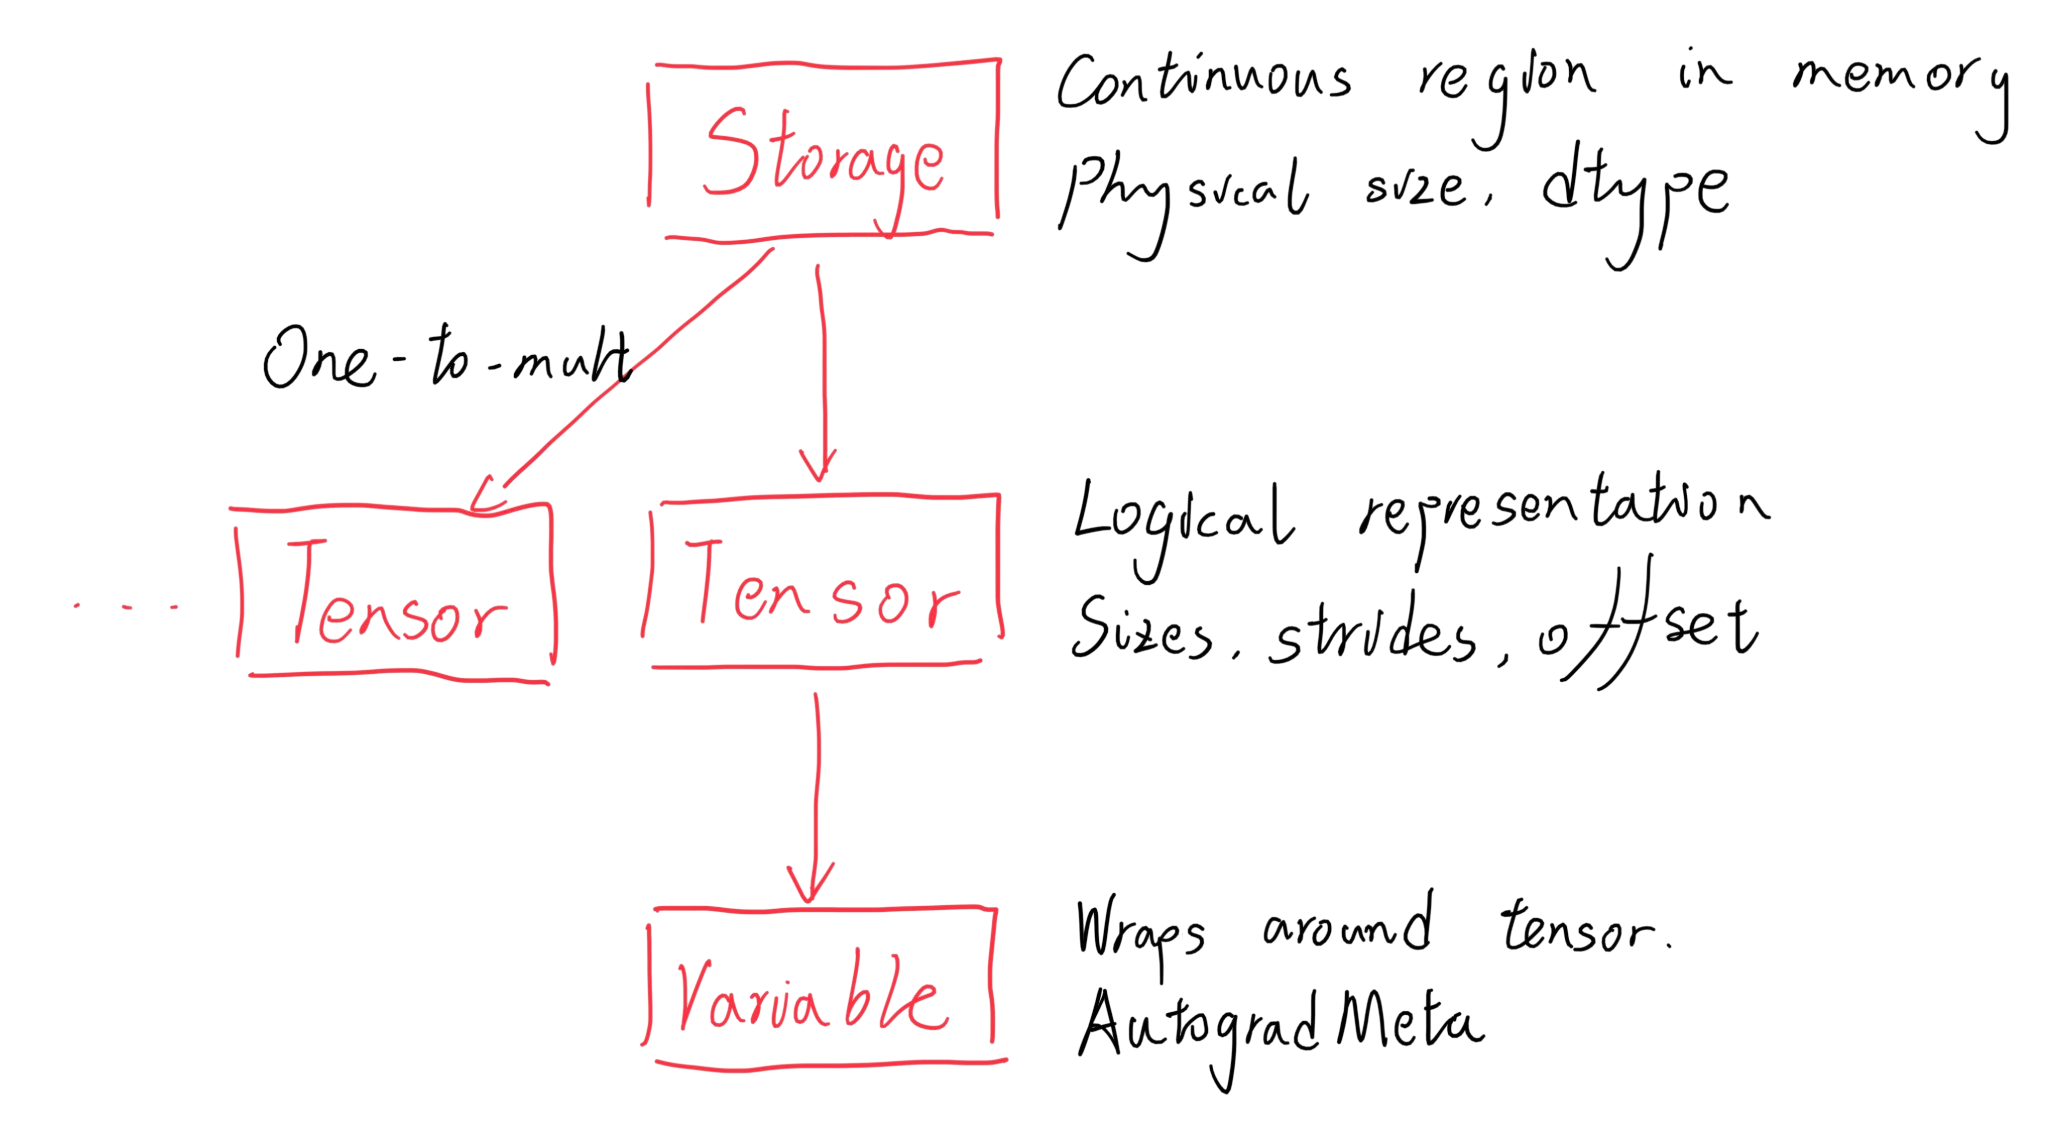 Storage
Continuous region in memory
Physical size, dtype
One-to-mult
... Tensor
Tensor
Logical representation
Sizes, strides, offset
Variable
Wraps around tensor.
AutogradMeta